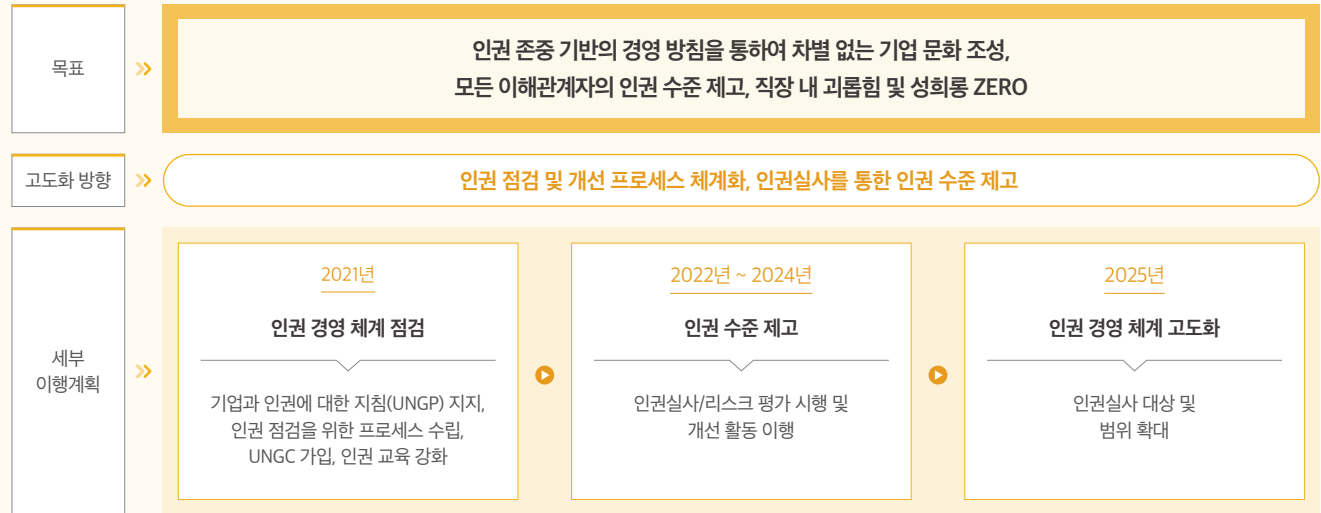 목표
인권 존중 기반의 경영 방침을 통하여 차별 없는 기업 문화 조성,
모든 이해관계자의 인권 수준 제고, 직장 내 괴롭힘 및 성희롱 ZERO
고도화 방향
인권 점검 및 개선 프로세스 체계화, 인권실사를 통한 인권 수준 제고
세부
이행계획
2021년
인권 경영 체계 점검
기업과 인권에 대한 지침(UNGP) 지지,
인권 점검을 위한 프로세스 수립,
UNGC 가입, 인권 교육 강화
2022년 ~ 2024년
인권 수준 제고
인권실사/리스크 평가 시행 및
개선 활동 이행
2025년
인권 경영 체계 고도화
인권실사 대상 및
범위 확대